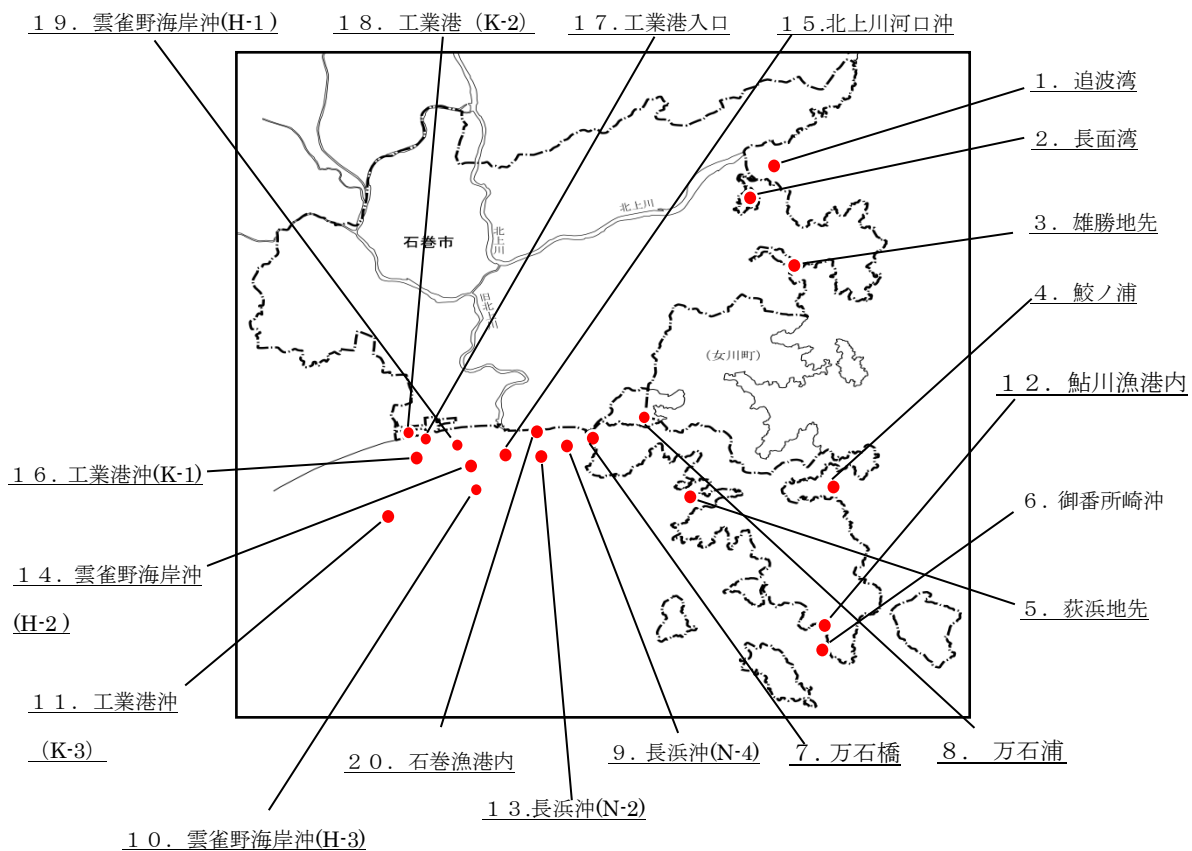 １９．雲雀野海岸沖(H-1)
１８．工業港（K-2）
１７.工業港入口
１５.北上川河口沖
１．追波湾
２．長面湾
３．雄勝地先
４．鮫ノ浦
１２．鮎川漁港内
６．御番所崎沖
５．荻浜地先
北上川
北上川
石巻市
旧北上川
（女川町）
１６．工業港沖(K-1)
１４．雲雀野海岸沖
(H-2 )
１１．工業港沖
（K-3）
２０．石巻漁港内
９．長浜沖(N-4)
７．万石橋
８．万石浦
１３.長浜沖(N-2)
１０．雲雀野海岸沖(H-3)